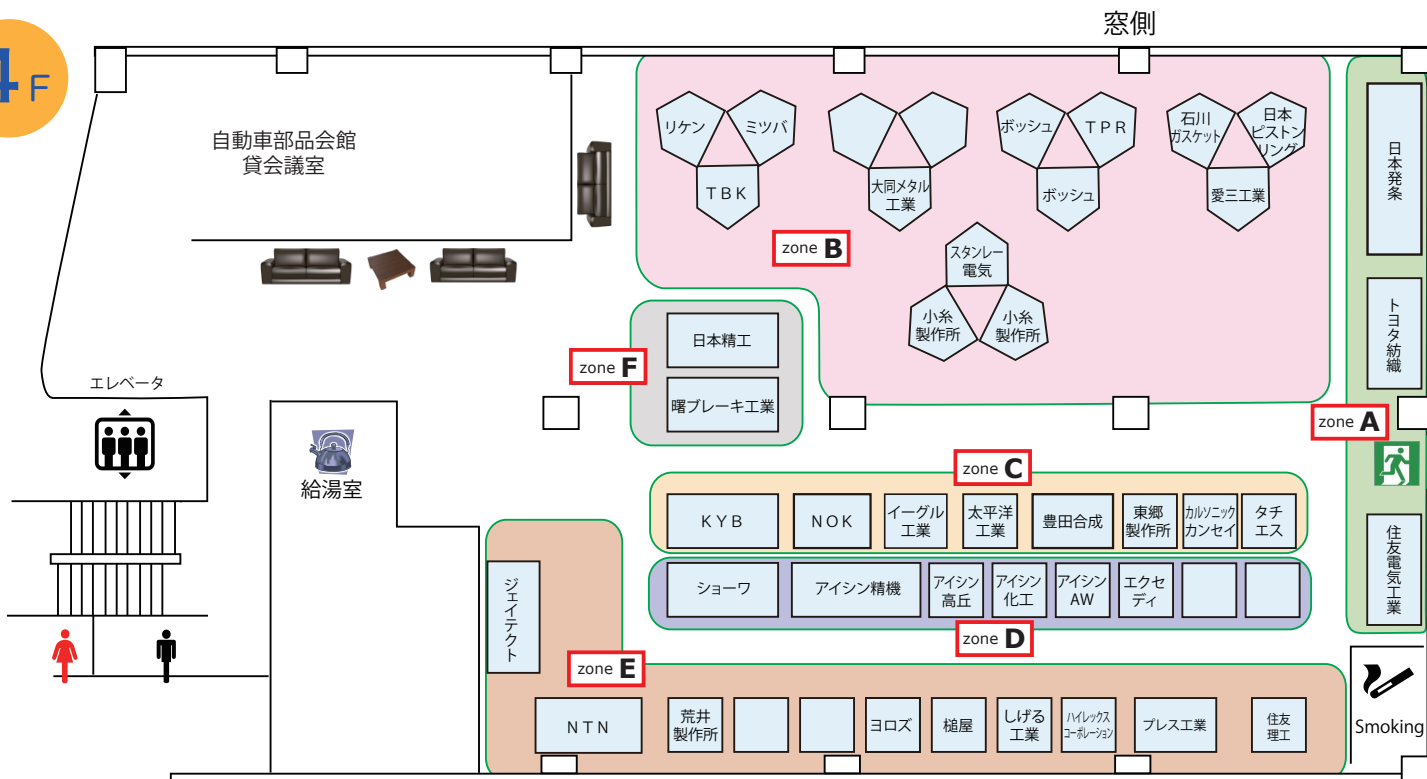 窓側
4F
自動車部品会館
貸会議室
リケン
ミツバ
TBK
大同メタル
工業
ボッシュ
TPR
ボッシュ
石川
ガスケット
日本
ピストン
リング
愛三工業
zone B
スタンレー
電気
小糸
製作所
小糸
製作所
日本発条
トヨタ紡織
zone A
住友電気工業
日本精工
zone F
曙ブレーキ工業
エレベータ
給湯室
zone C
KYB
NOK
イーグル
工業
太平洋
工業
豊田合成
東郷
製作所
カルソニック
カンセイ
タチ
エス
ショーワ
アイシン精機
アイシン
高丘
アイシン
化工
アイシン
AW
エクセ
ディ
zone D
ジェイテクト
zone E
NTN
荒井
製作所
ヨロズ
槌屋
しげる
工業
ハイレックス
コーポレーション
プレス工業
住友
理工
Smoking